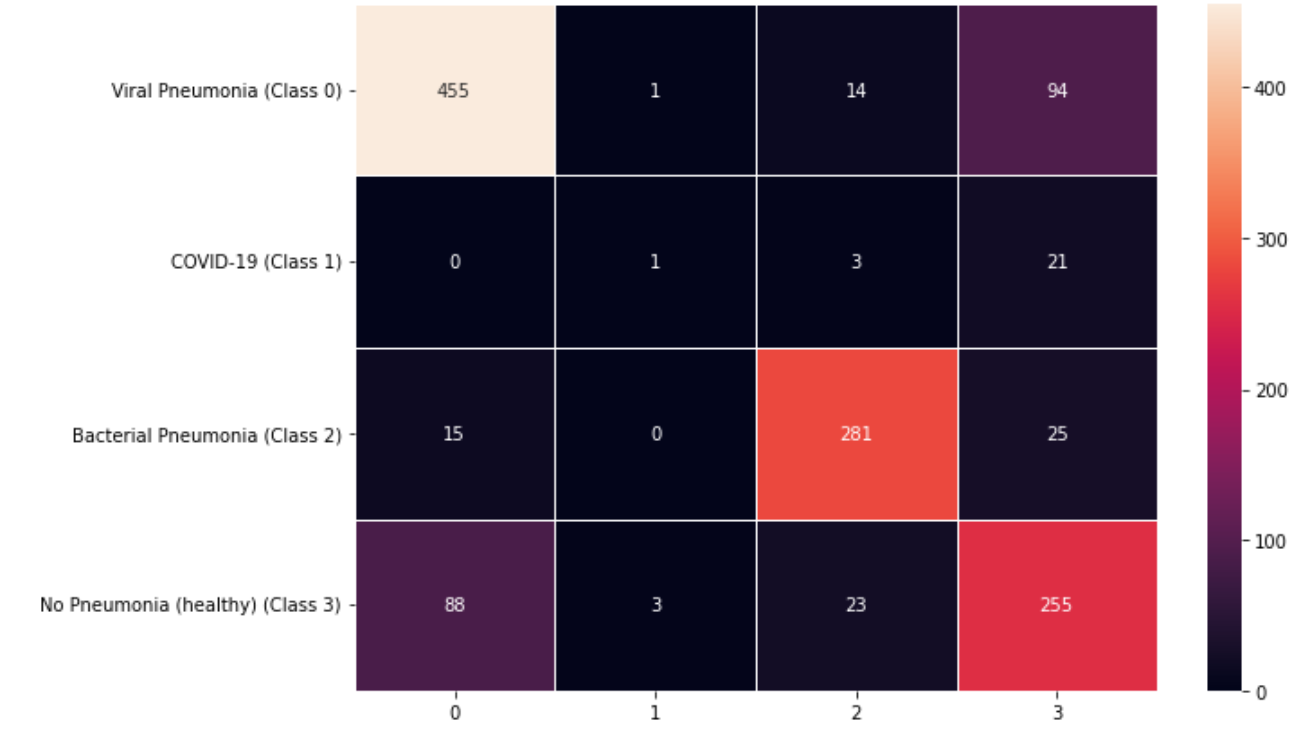 Viral Pneumonia (Class 0) 455 1 14 94
400
COVID-19 (Class 1) 0 1 3 21
300
200
Bacterial Pneumonia (Class 2) 15 0 281 25
100
No Pneumonia (healthy) (Class 3) 88 3 23 255
0
0 1 2 3